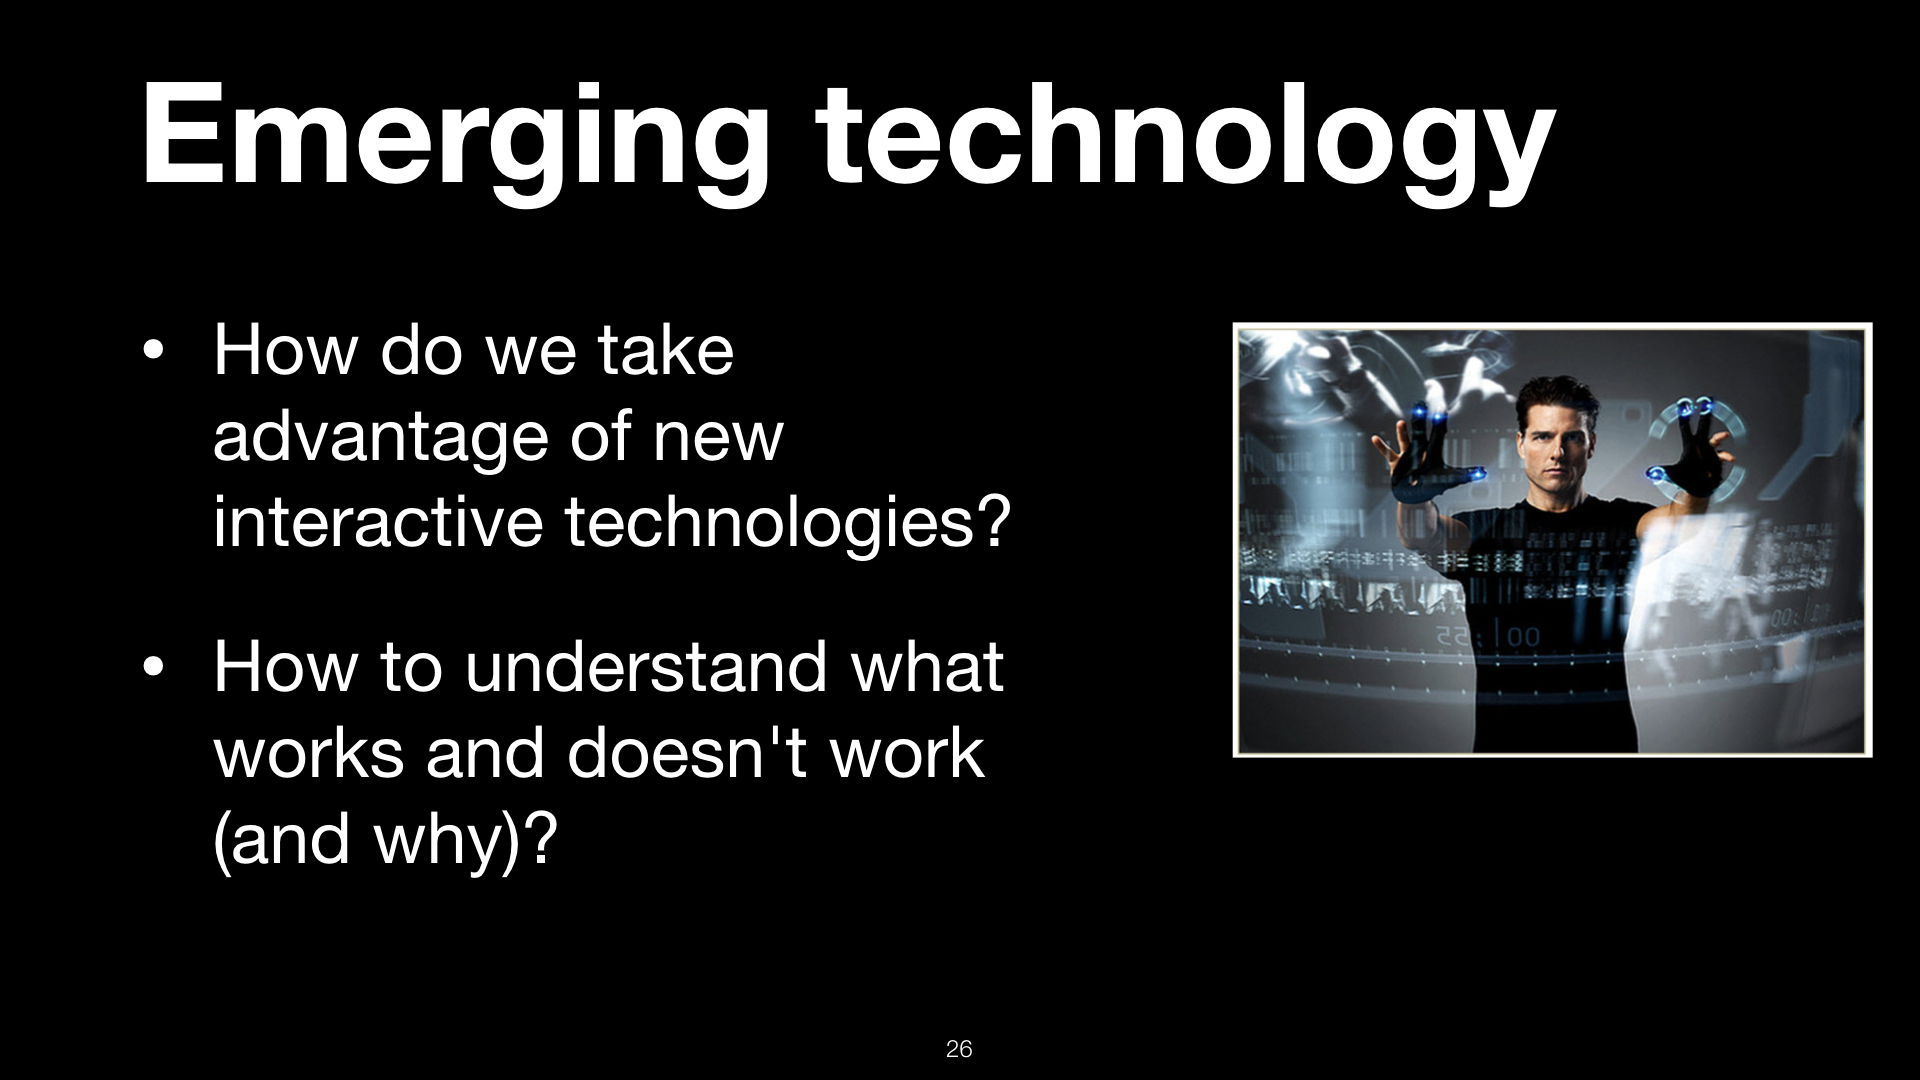 Emerging technology
• How do we take
advantage of new
interactive technologies?
• How to understand what
works and doesn't work
(and why)?
26